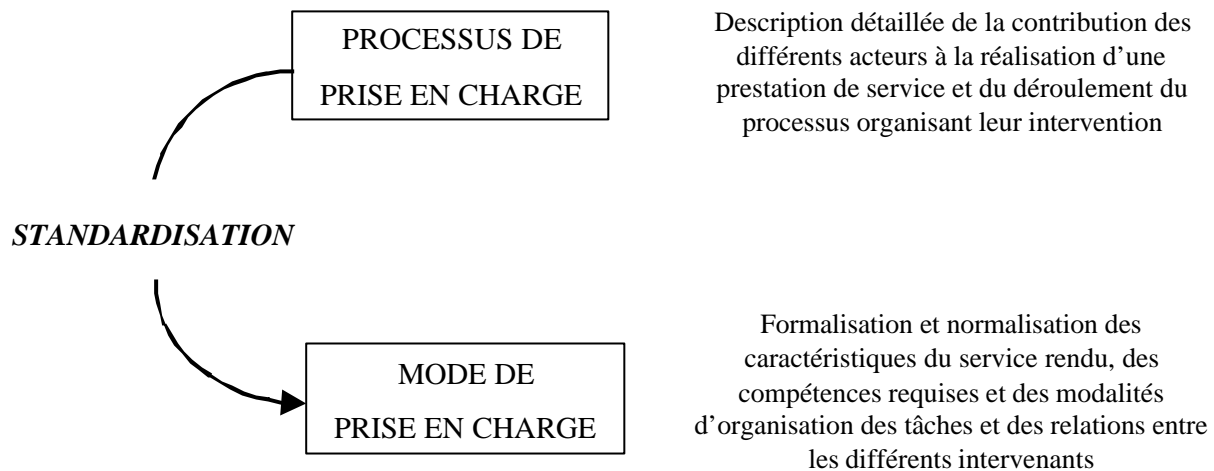 PROCESSUS DE
PRISE EN CHARGE
Description détaillée de la contribution des
différents acteurs à la réalisation d’une
prestation de service et du déroulement du
processus organisant leur intervention
STANDARDISATION
MODE DE
PRISE EN CHARGE
Formalisation et normalisation des
caractéristiques du service rendu, des
compétences requises et des modalités
d’organisation des tâches et des relations entre
les différents intervenants